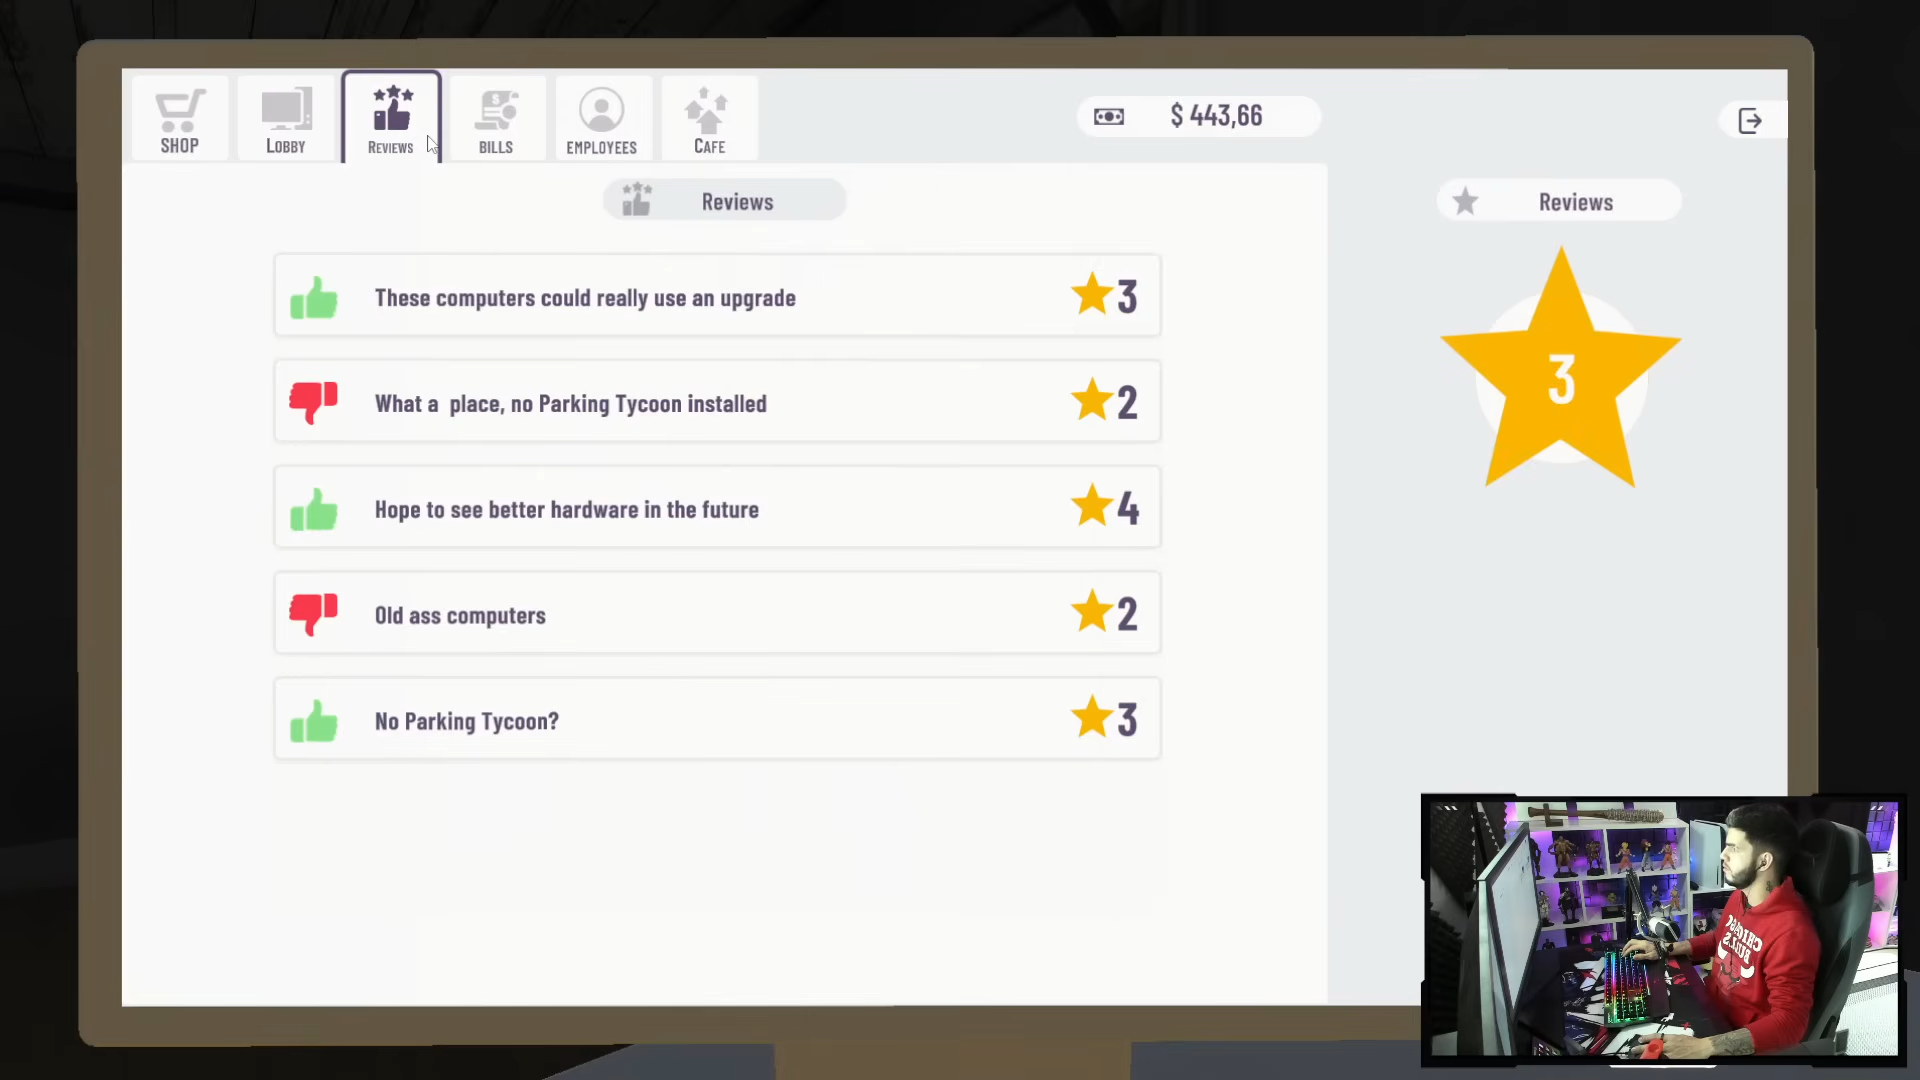 SHOP
LOBBY
REVIEWS
BILLS
EMPLOYEES
CAFE
$ 443,66
Reviews
Reviews
These computers could really use an upgrade
3
What a place, no Parking Tycoon installed
2
Hope to see better hardware in the future
4
Old ass computers
2
No Parking Tycoon?
3
3
CHICAGO
BULLS